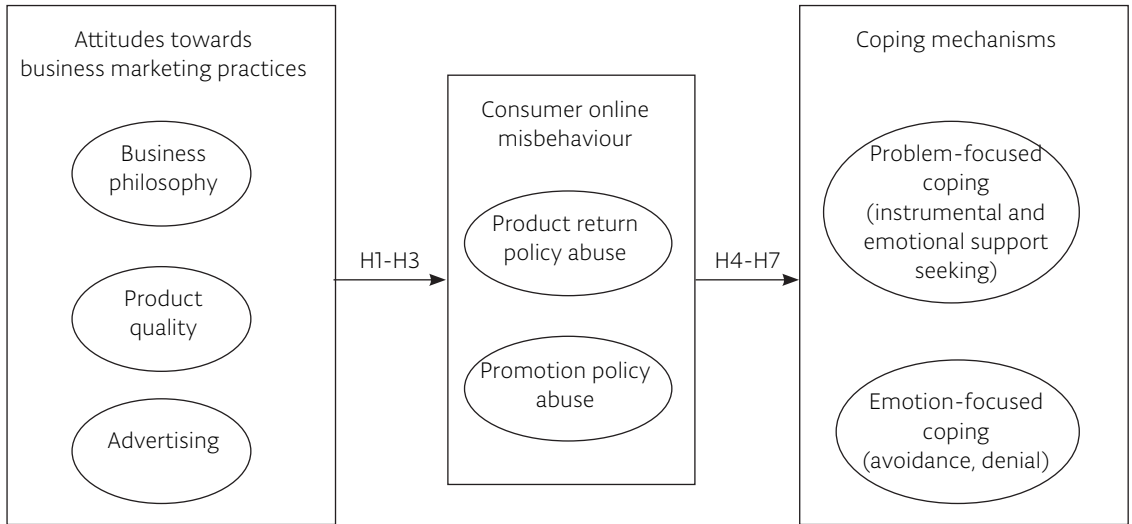 Attitudes towards
business marketing practices
Business
philosophy
Product
quality
Advertising
H1-H3
Consumer online
misbehaviour
Product return
policy abuse
Promotion policy
abuse
H4-H7
Coping mechanisms
Problem-focused
coping
(instrumental and
emotional support
seeking)
Emotion-focused
coping
(avoidance, denial)